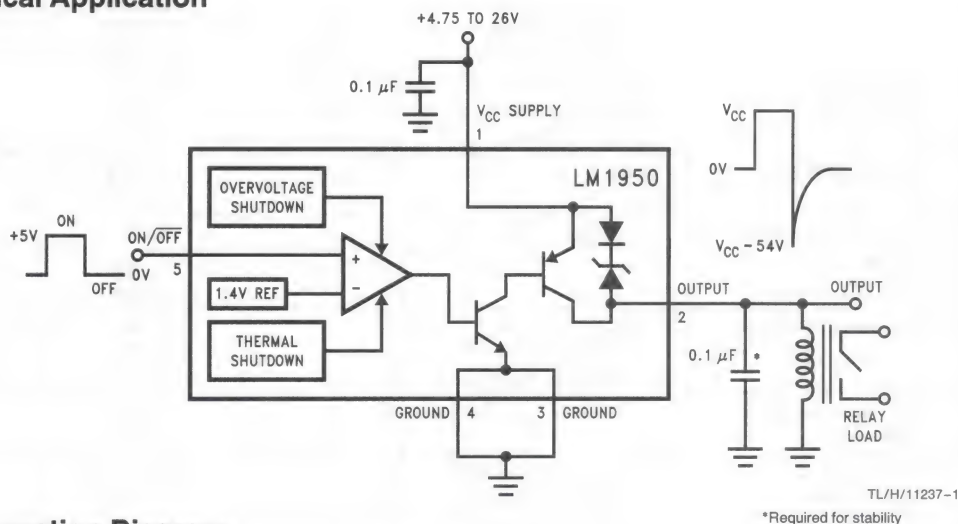 ical Application
+4.75 TO 26V
0.1 μF
VCC SUPPLY
1
VCC
0V
VCC − 54V
LM1950
OVERVOLTAGE
SHUTDOWN
ON
+5V
OFF
0V
ON/OFF
5
+
−
1.4V REF
THERMAL
SHUTDOWN
OUTPUT
2
OUTPUT
0.1 μF
*
GROUND
4
3
GROUND
RELAY
LOAD
TL/H/11237–1
*Required for stability